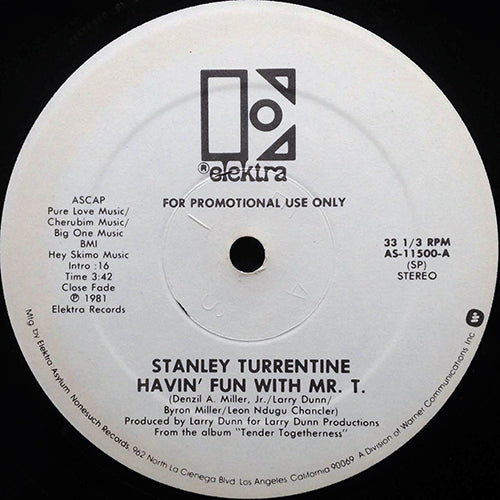 ® elektra
FOR PROMOTIONAL USE ONLY
ASCAP
Pure Love Music/
Cherubim Music/
Big One Music
BMI
Hey Skimo Music
Intro :16
Time 3:42
Close Fade
℗ 1981
Elektra Records
33 1/3 RPM
AS-11500-A
(SP)
STEREO
STANLEY TURRENTINE
HAVIN' FUN WITH MR. T.
(Denzil A. Miller, Jr./Larry Dunn/
Byron Miller/Leon Ndugu Chancler)
Produced by Larry Dunn for Larry Dunn Productions
From the album "Tender Togetherness"
Mfg. by Elektra Asylum Nonesuch Records, 962 North La Cienega Blvd. Los Angeles, California 90069 A Division of Warner Communications Inc